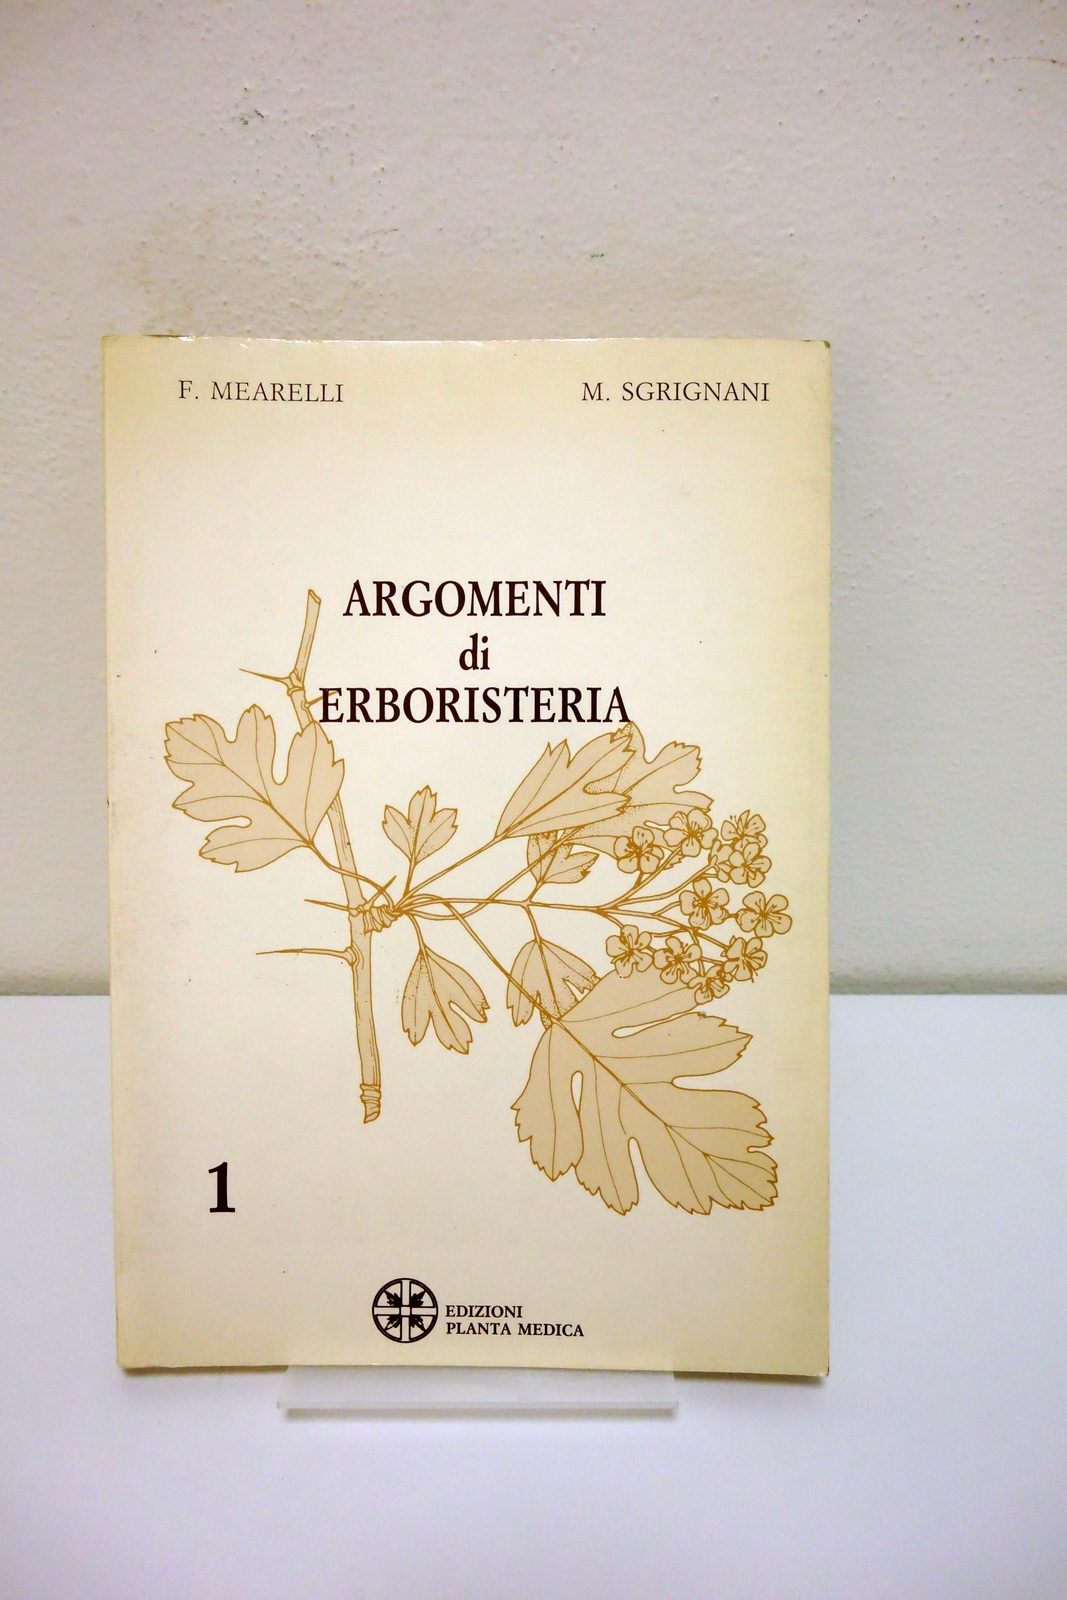 F. MEARELLI
M. SGRIGNANI
ARGOMENTI
di
ERBORISTERIA
1
EDIZIONI
PLANTA MEDICA